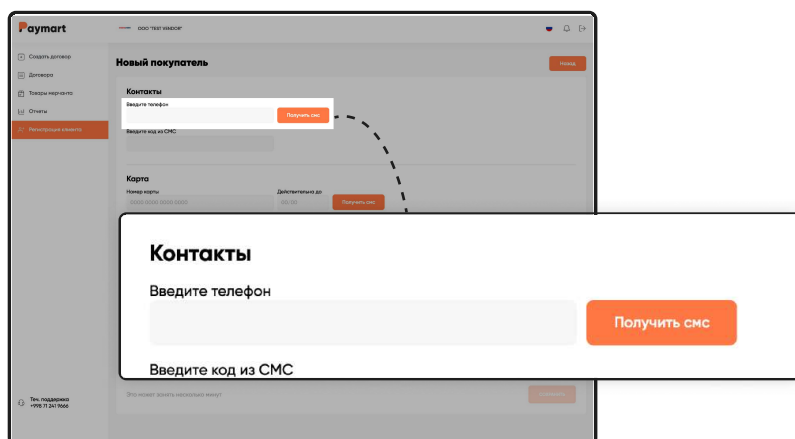 Paymart
ООО "TEST VENDOR"
Создать договор
Договора
Товары мерчанта
Отчеты
Регистрация клиента
Новый покупатель
Назад
Контакты
Введите телефон
Получить смс
Введите код из СМС
Карта
Номер карты
Действительно до
0000 0000 0000 0000
00/00
Получить смс
Контакты
Введите телефон
Получить смс
Введите код из СМС
Это может занять несколько минут
Тех. поддержка
+998 71 241 9666